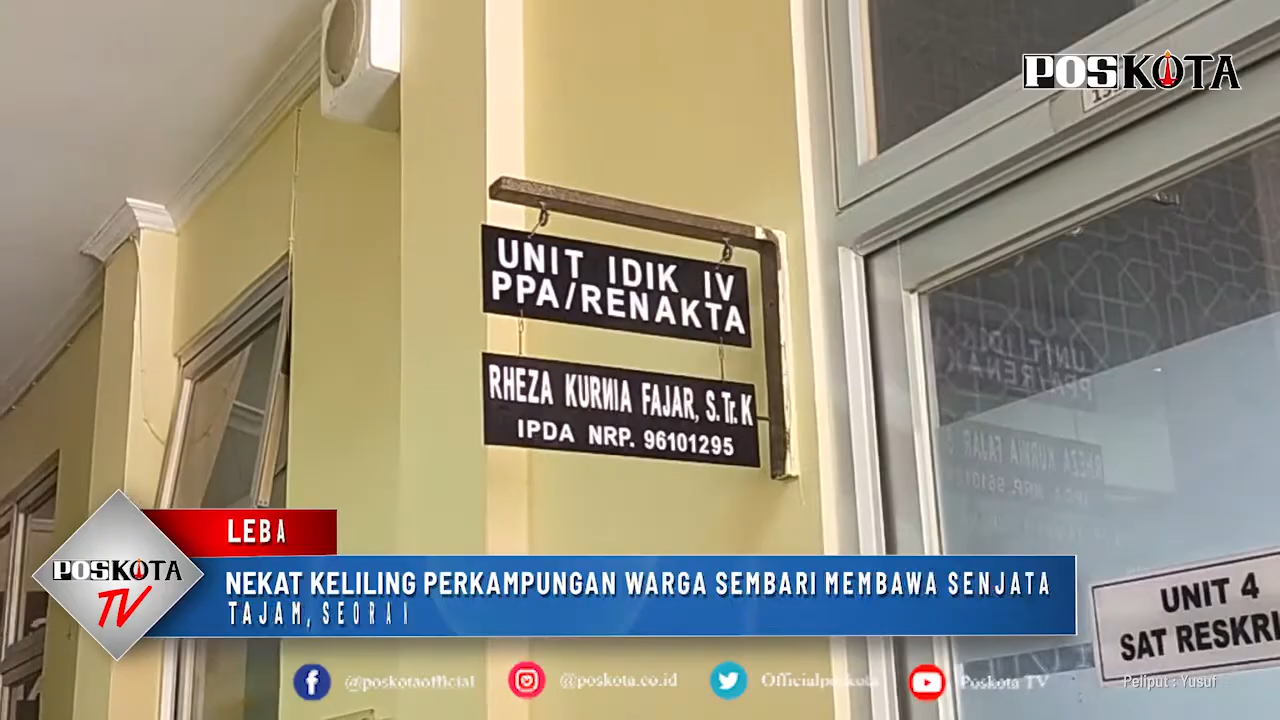 POSKOTA
UNIT IDIK IV
PPA/RENAKTA
RHEZA KURNIA FAJAR, S.Tr.K
IPDA NRP. 96101295
LEBA
POSKOTA
TV
NEKAT KELILING PERKAMPUNGAN WARGA SEMBARI MEMBAWA SENJATA
TAJAM, SEORA
UNIT 4
SAT RESKRI
@poskotaofficial
@poskota.co.id
Officialposkota
Poskota TV
Peliput : Yusuf